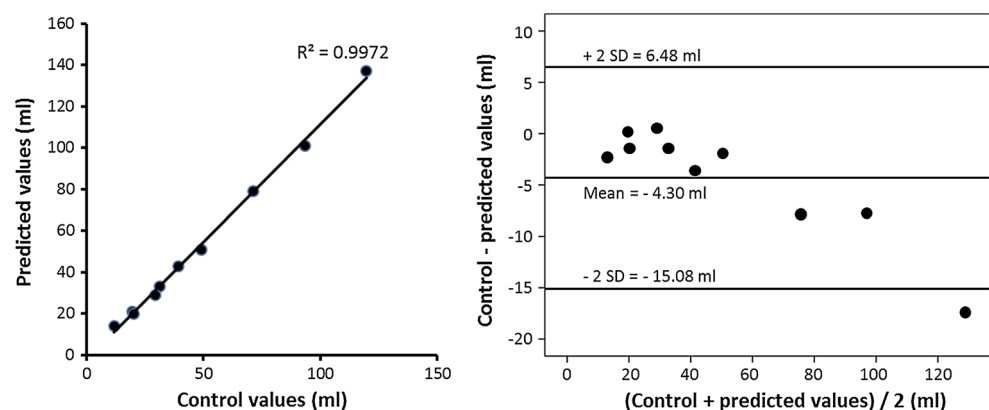 160
140
120
100
80
60
40
20
0
0 50 100 150
R² = 0.9972
Predicted values (ml)
Control values (ml)
10
5
0
-5
-10
-15
-20
0 20 40 60 80 100 120
+ 2 SD = 6.48 ml
Mean = - 4.30 ml
- 2 SD = - 15.08 ml
Control - predicted values (ml)
(Control + predicted values) / 2 (ml)